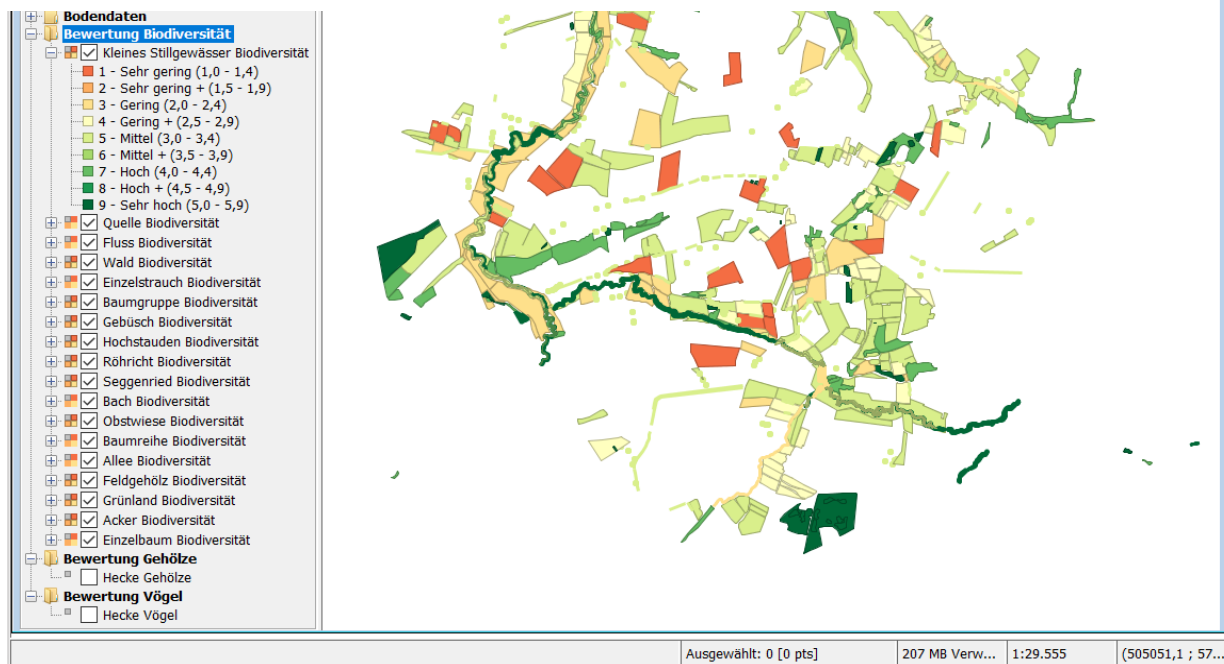 Bodendaten
Bewertung Biodiversität
Kleines Stillgewässer Biodiversität
1 - Sehr gering (1,0 - 1,4)
2 - Sehr gering + (1,5 - 1,9)
3 - Gering (2,0 - 2,4)
4 - Gering + (2,5 - 2,9)
5 - Mittel (3,0 - 3,4)
6 - Mittel + (3,5 - 3,9)
7 - Hoch (4,0 - 4,4)
8 - Hoch + (4,5 - 4,9)
9 - Sehr hoch (5,0 - 5,9)
Quelle Biodiversität
Fluss Biodiversität
Wald Biodiversität
Einzelstrauch Biodiversität
Baumgruppe Biodiversität
Gebüsch Biodiversität
Hochstauden Biodiversität
Röhricht Biodiversität
Seggenried Biodiversität
Bach Biodiversität
Obstwiese Biodiversität
Baumreihe Biodiversität
Allee Biodiversität
Feldgehölz Biodiversität
Grünland Biodiversität
Acker Biodiversität
Einzelbaum Biodiversität
Bewertung Gehölze
Hecke Gehölze
Bewertung Vögel
Hecke Vögel
Ausgewählt: 0 [0 pts] 207 MB Verw... 1:29.555 (505051,1 ; 57...